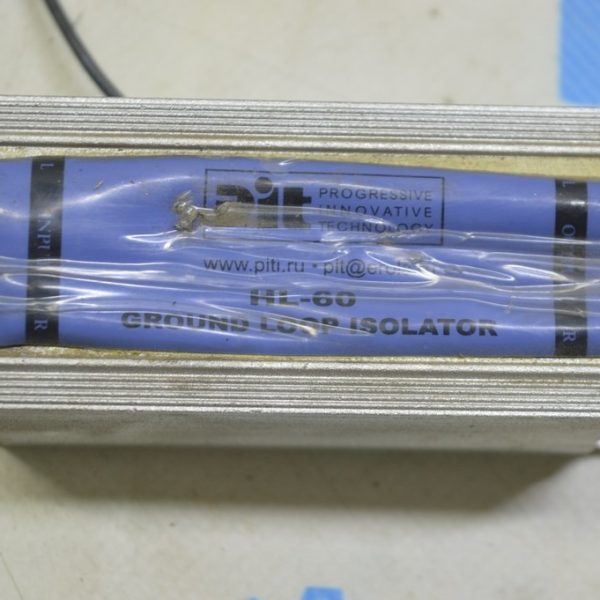 pit
PROGRESSIVE
INNOVATIVE
TECHNOLOGY
www.piti.ru •
HL-60
GROUND LOOP ISOLATOR
L
R
L
R